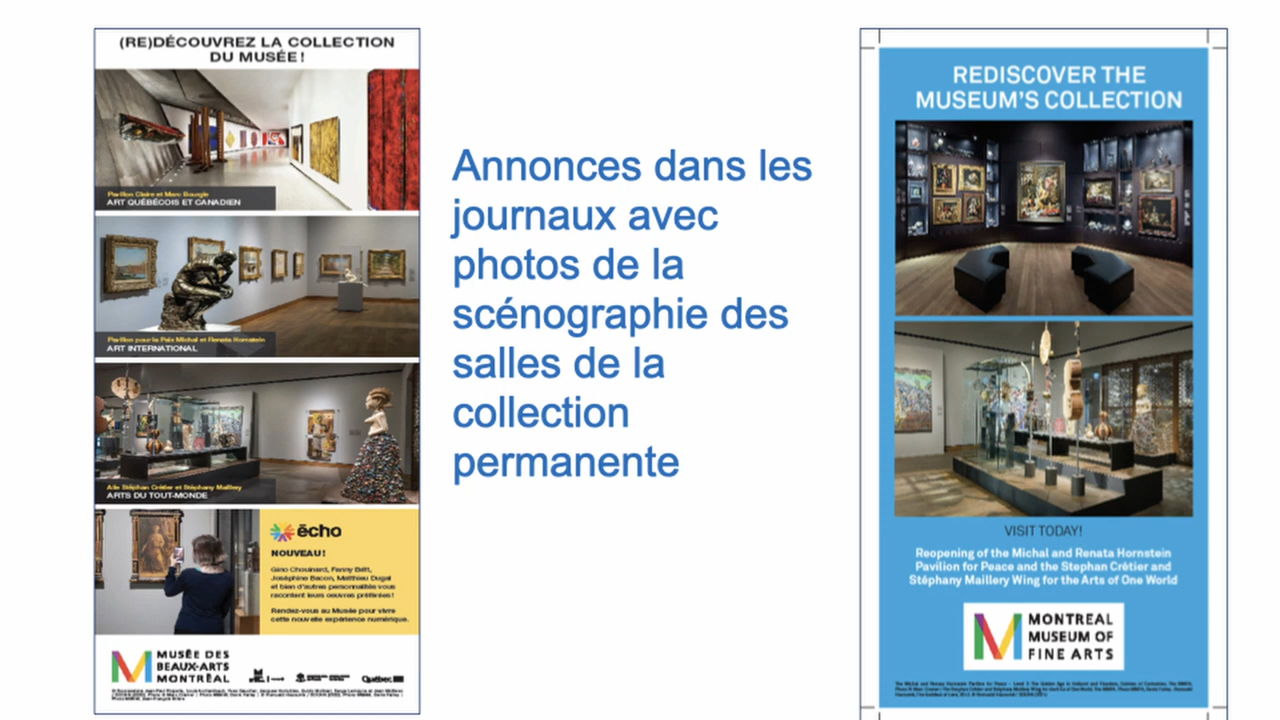 (RE)DÉCOUVREZ LA COLLECTION
DU MUSÉE !
Pavillon Claire et Marc Bourgie
ART QUÉBÉCOIS ET CANADIEN
Pavillon pour la Paix Michal et Renata Hornstein
ART INTERNATIONAL
Aile Stéphan Crétier et Stéphany Maillery
ARTS DU TOUT-MONDE
ēcho
NOUVEAU !
Gino Chouinard, Fanny Britt,
Joséphine Bacon, Matthieu Dugal
et bien d'autres personnalités vous
racontent leurs oeuvres préférées !
Rendez-vous au Musée pour vivre
cette nouvelle expérience numérique.
M MUSÉE DES
BEAUX-ARTS
MONTRÉAL
Québec
Annonces dans les
journaux avec
photos de la
scénographie des
salles de la
collection
permanente
REDISCOVER THE
MUSEUM'S COLLECTION
VISIT TODAY!
Reopening of the Michal and Renata Hornstein
Pavilion for Peace and the Stephan Crétier and
Stéphany Maillery Wing for the Arts of One World
M MONTREAL
MUSEUM OF
FINE ARTS